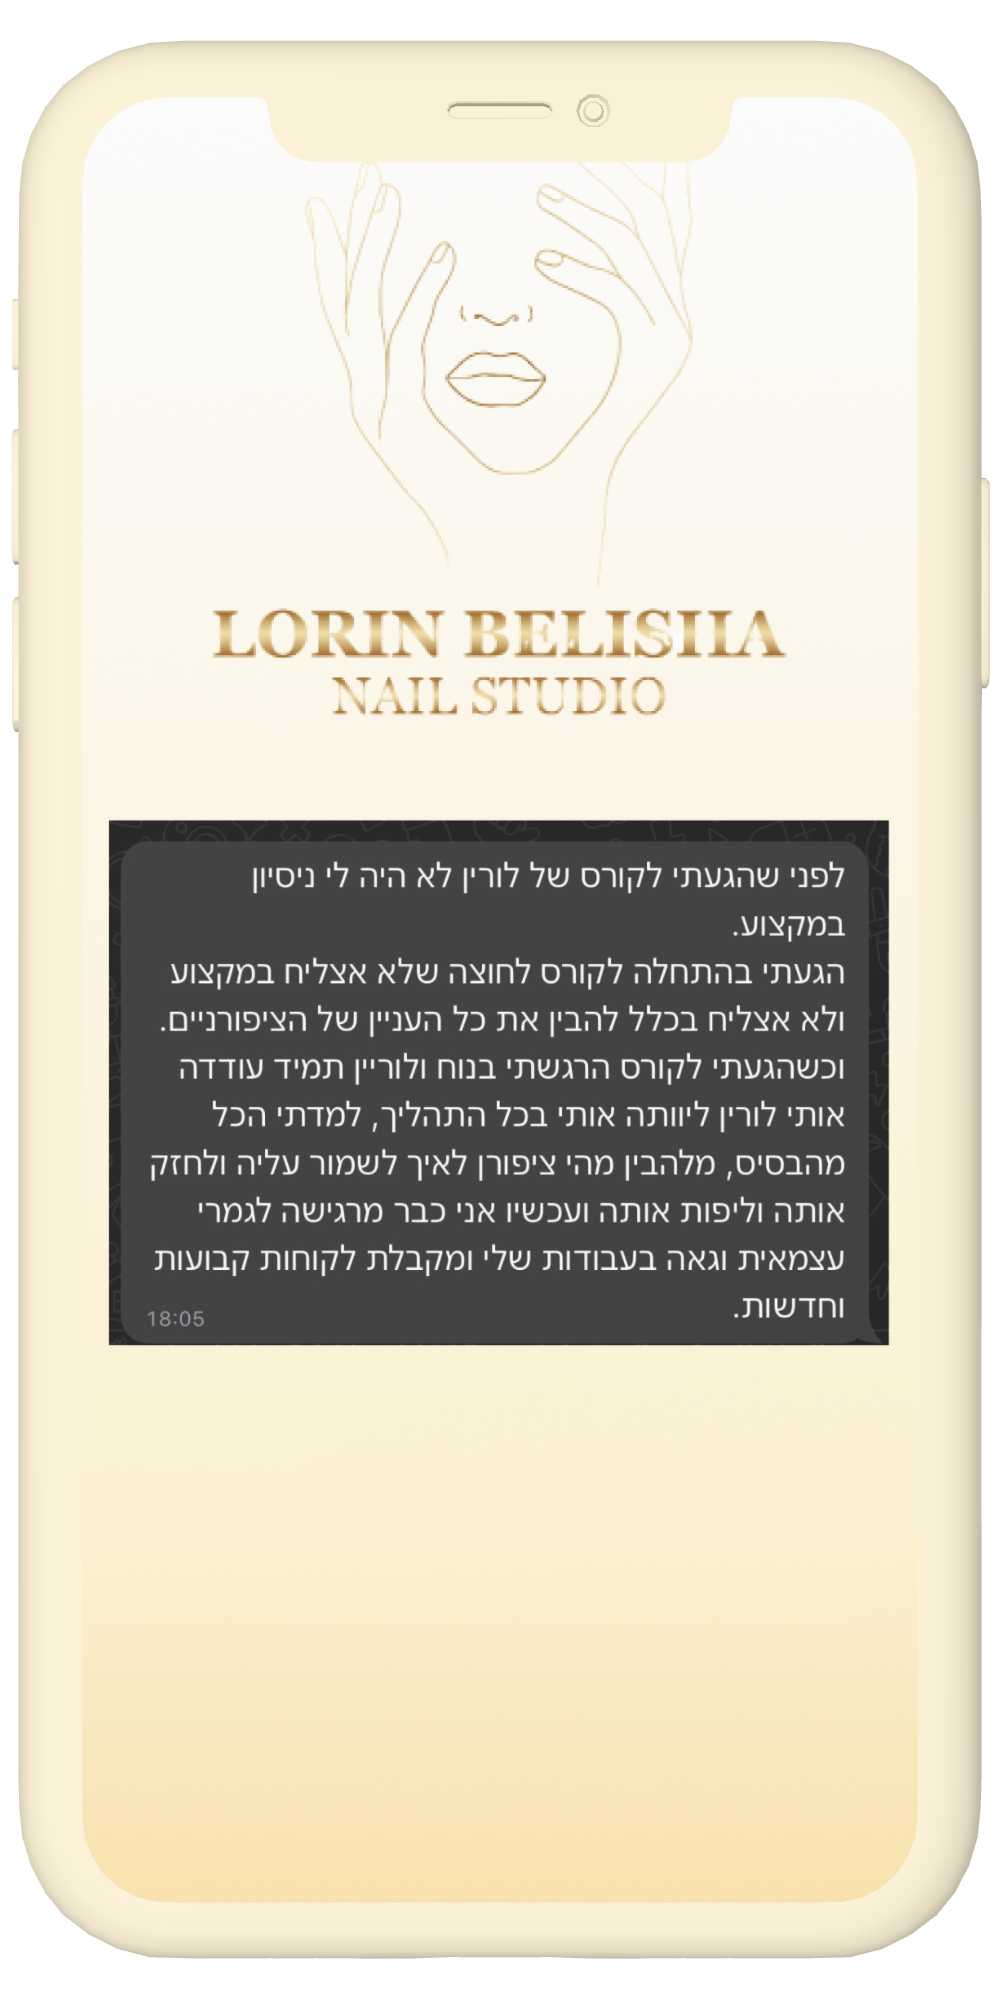 LORIN BELISHA
NAIL STUDIO
לפני שהגעתי לקורס של לורין לא היה לי ניסיון
במקצוע.
הגעתי בהתחלה לקורס לחוצה שלא אצליח במקצוע
ולא אצליח בכלל להבין את כל העניין של הציפורניים.
וכשהגעתי לקורס הרגשתי בנוח ולוריין תמיד עודדה
אותי לורין ליוותה אותי בכל התהליך, למדתי הכל
מהבסיס, מלהבין מהי ציפורן לאיך לשמור עליה ולחזק
אותה וליפות אותה ועכשיו אני כבר מרגישה לגמרי
עצמאית וגאה בעבודות שלי ומקבלת לקוחות קבועות
וחדשות.
18:05